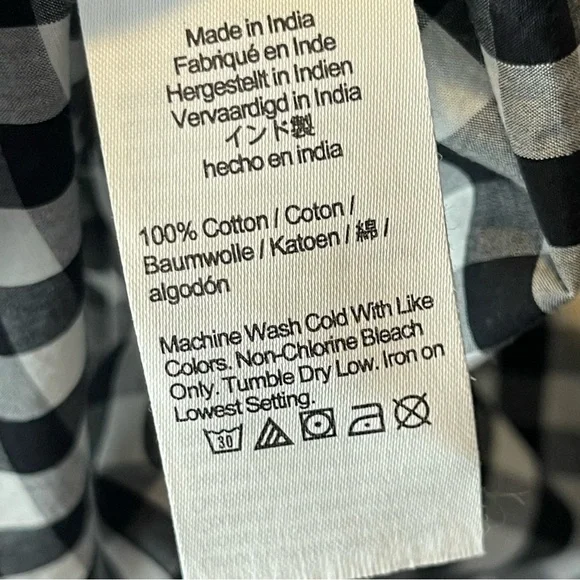 Made in India
Fabriqué en Inde
Hergestellt in Indien
Vervaardigd in India
インド製
hecho en india
100% Cotton / Coton /
Baumwolle / Katoen / 綿 /
algodón
Machine Wash Cold With Like
Colors. Non-Chlorine Bleach
Only. Tumble Dry Low. Iron on
Lowest Setting.
30